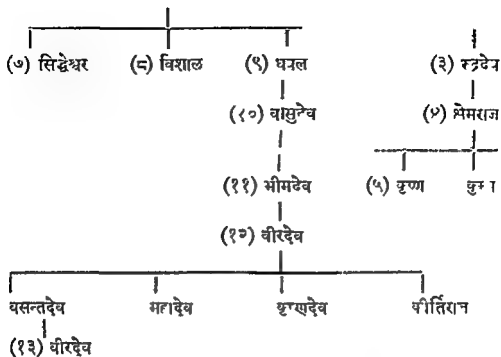 (७) सिद्धेश्वर (८) विशाल (९) धवल (३) रुद्रदेव
(१०) वासुदेव (४) क्षेमराज
(११) भीमदेव (५) कृष्ण
(१२) वीरदेव
वसन्तदेव महादेव कृष्णदेव कीर्तिराज
(१३) वीरदेव